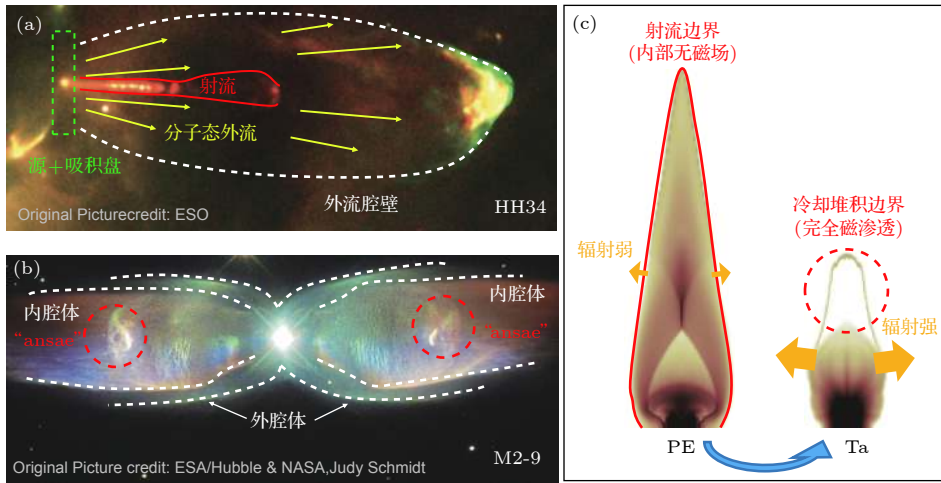 (a)
射流
分子态外流
源+吸积盘
外流腔壁
Original Picturecredit: ESO
HH34
(b)
内腔体
内腔体
“ansae”
“ansae”
外腔体
Original Picture credit: ESA/Hubble & NASA,Judy Schmidt
M2-9
(c)
射流边界
(内部无磁场)
冷却堆积边界
(完全磁渗透)
辐射弱
辐射强
PE
Ta